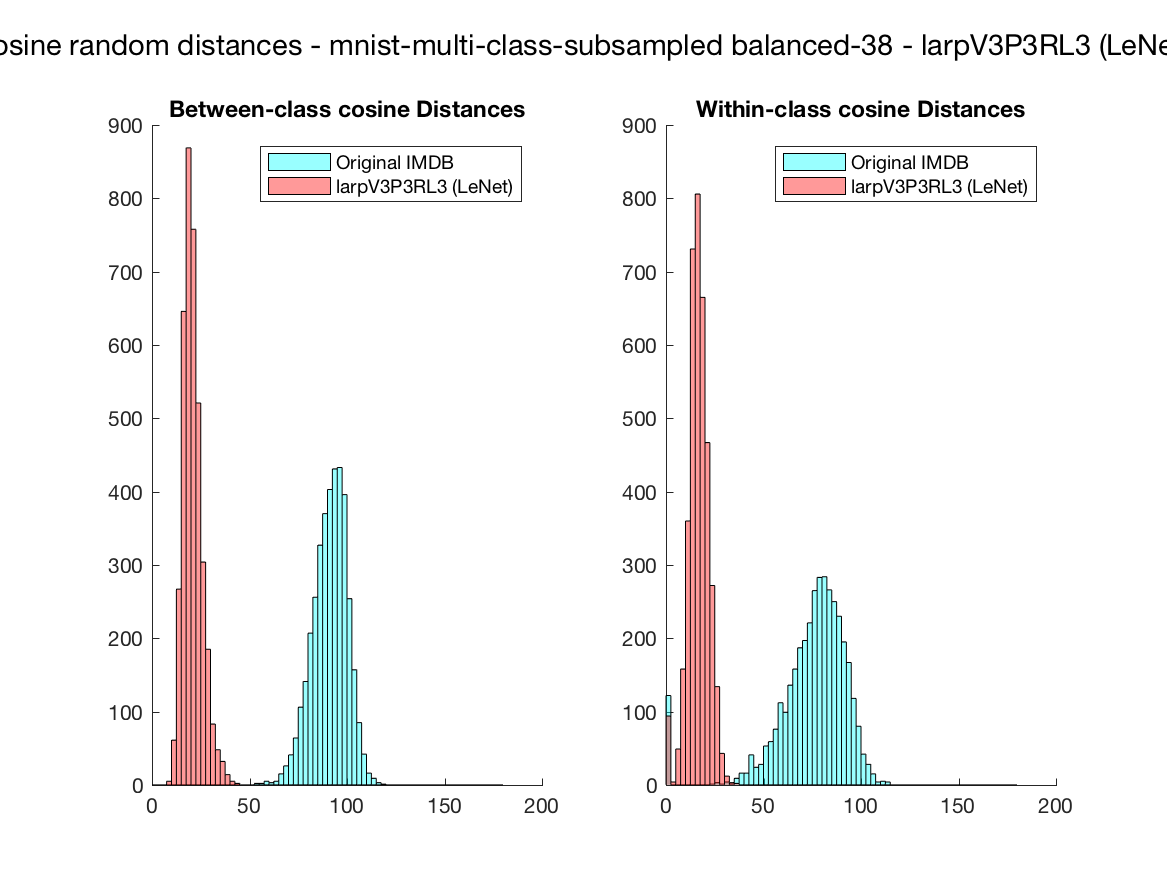 osine random distances - mnist-multi-class-subsampled balanced-38 - larpV3P3RL3 (LeNe
Between-class cosine Distances
Within-class cosine Distances
900
800
700
600
500
400
300
200
100
0
0 50 100 150 200
Original IMDB
larpV3P3RL3 (LeNet)
900
800
700
600
500
400
300
200
100
0
0 50 100 150 200
Original IMDB
larpV3P3RL3 (LeNet)